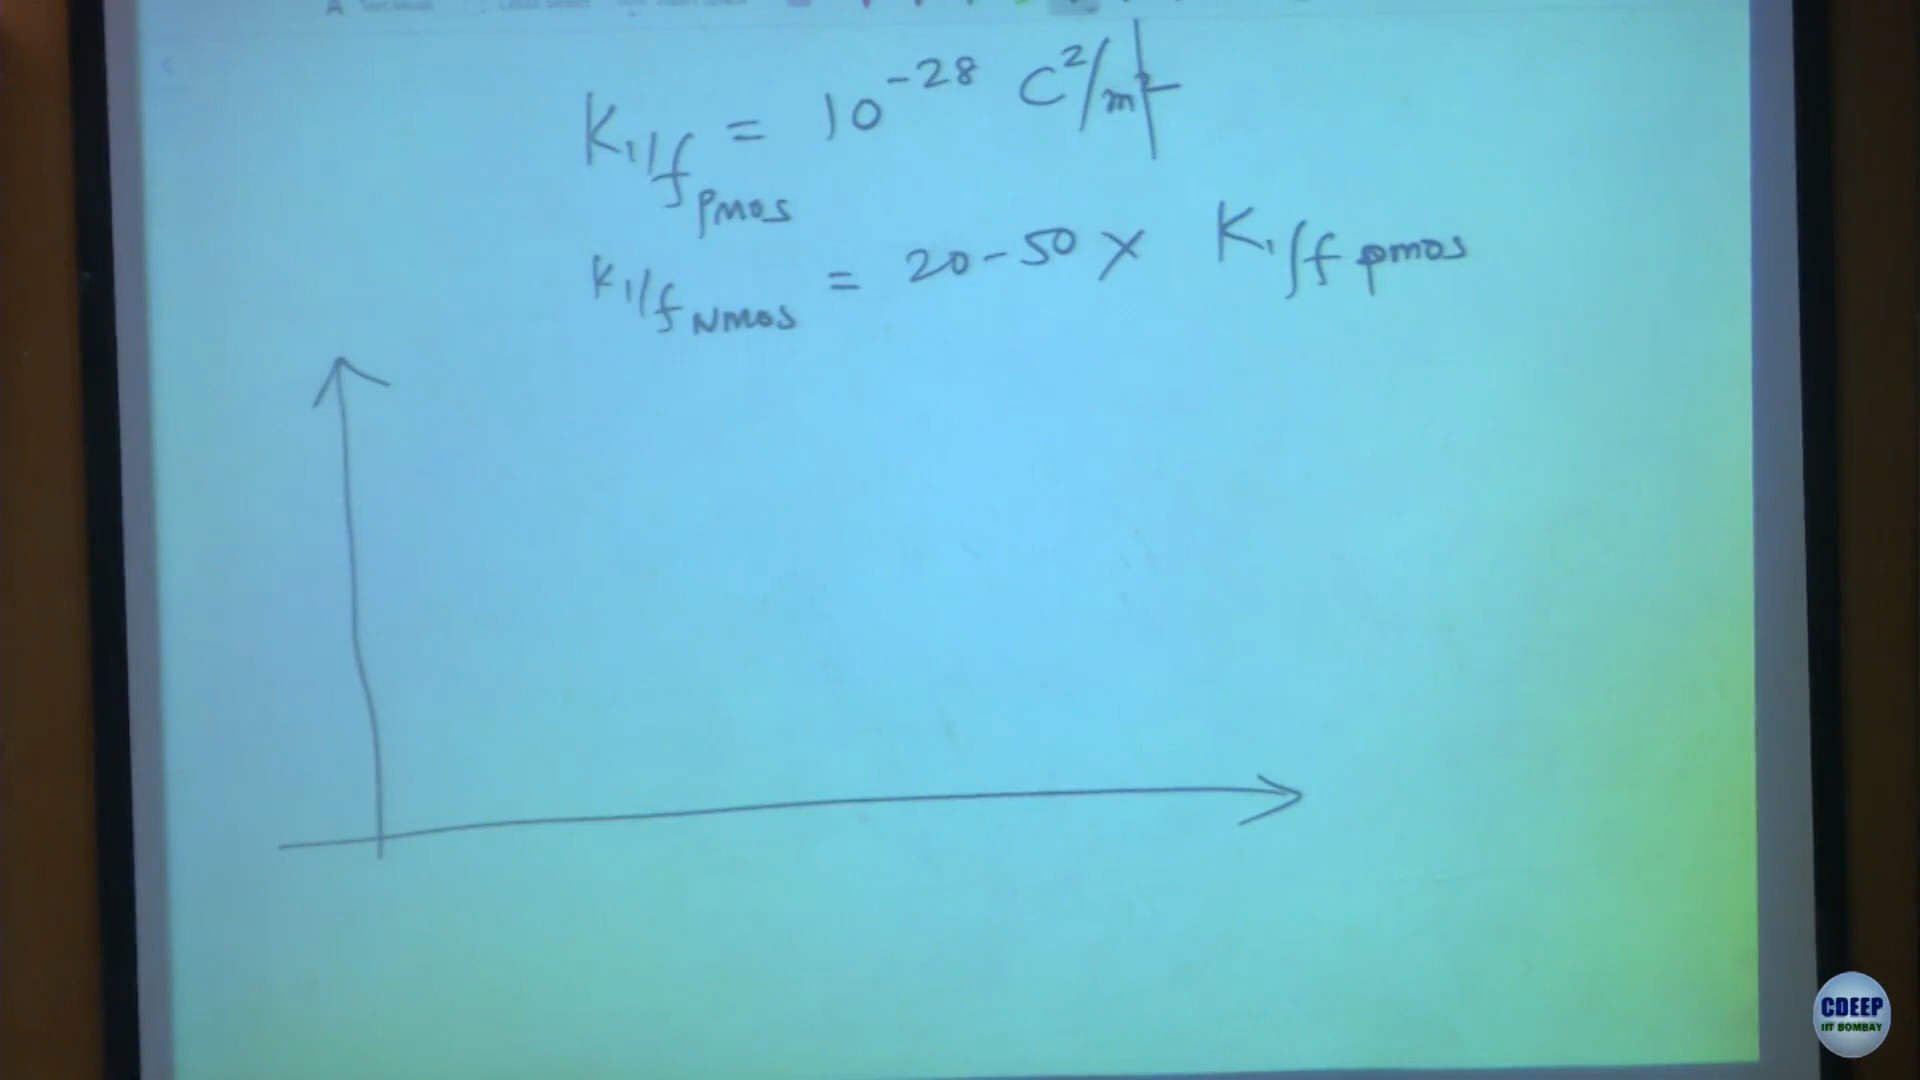 K1/f PMOS = 10^-28 C²/m²
K1/f NMOS = 20-50 X K1/f PMOS
CDEEP
IIT BOMBAY